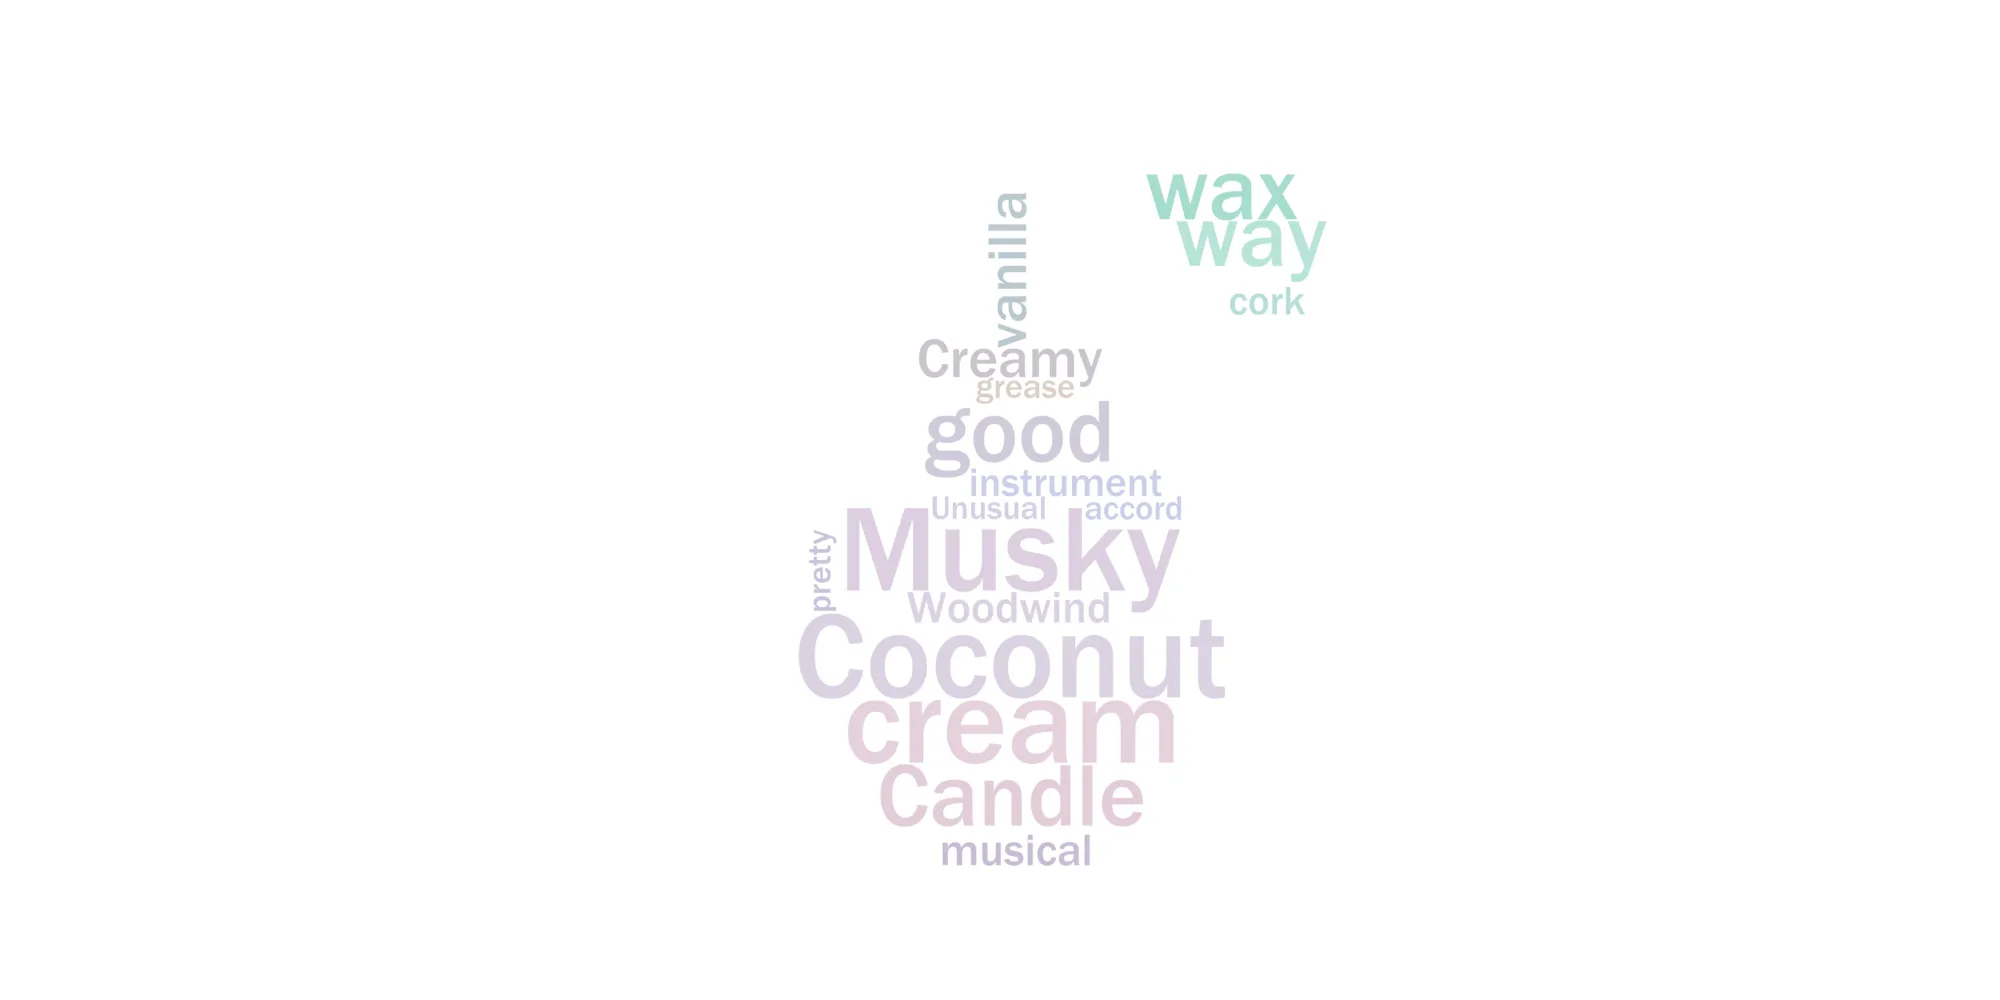 wax
way
cork
vanilla
Creamy
grease
good
instrument
Unusual accord
Musky
pretty
Woodwind
Coconut
cream
Candle
musical